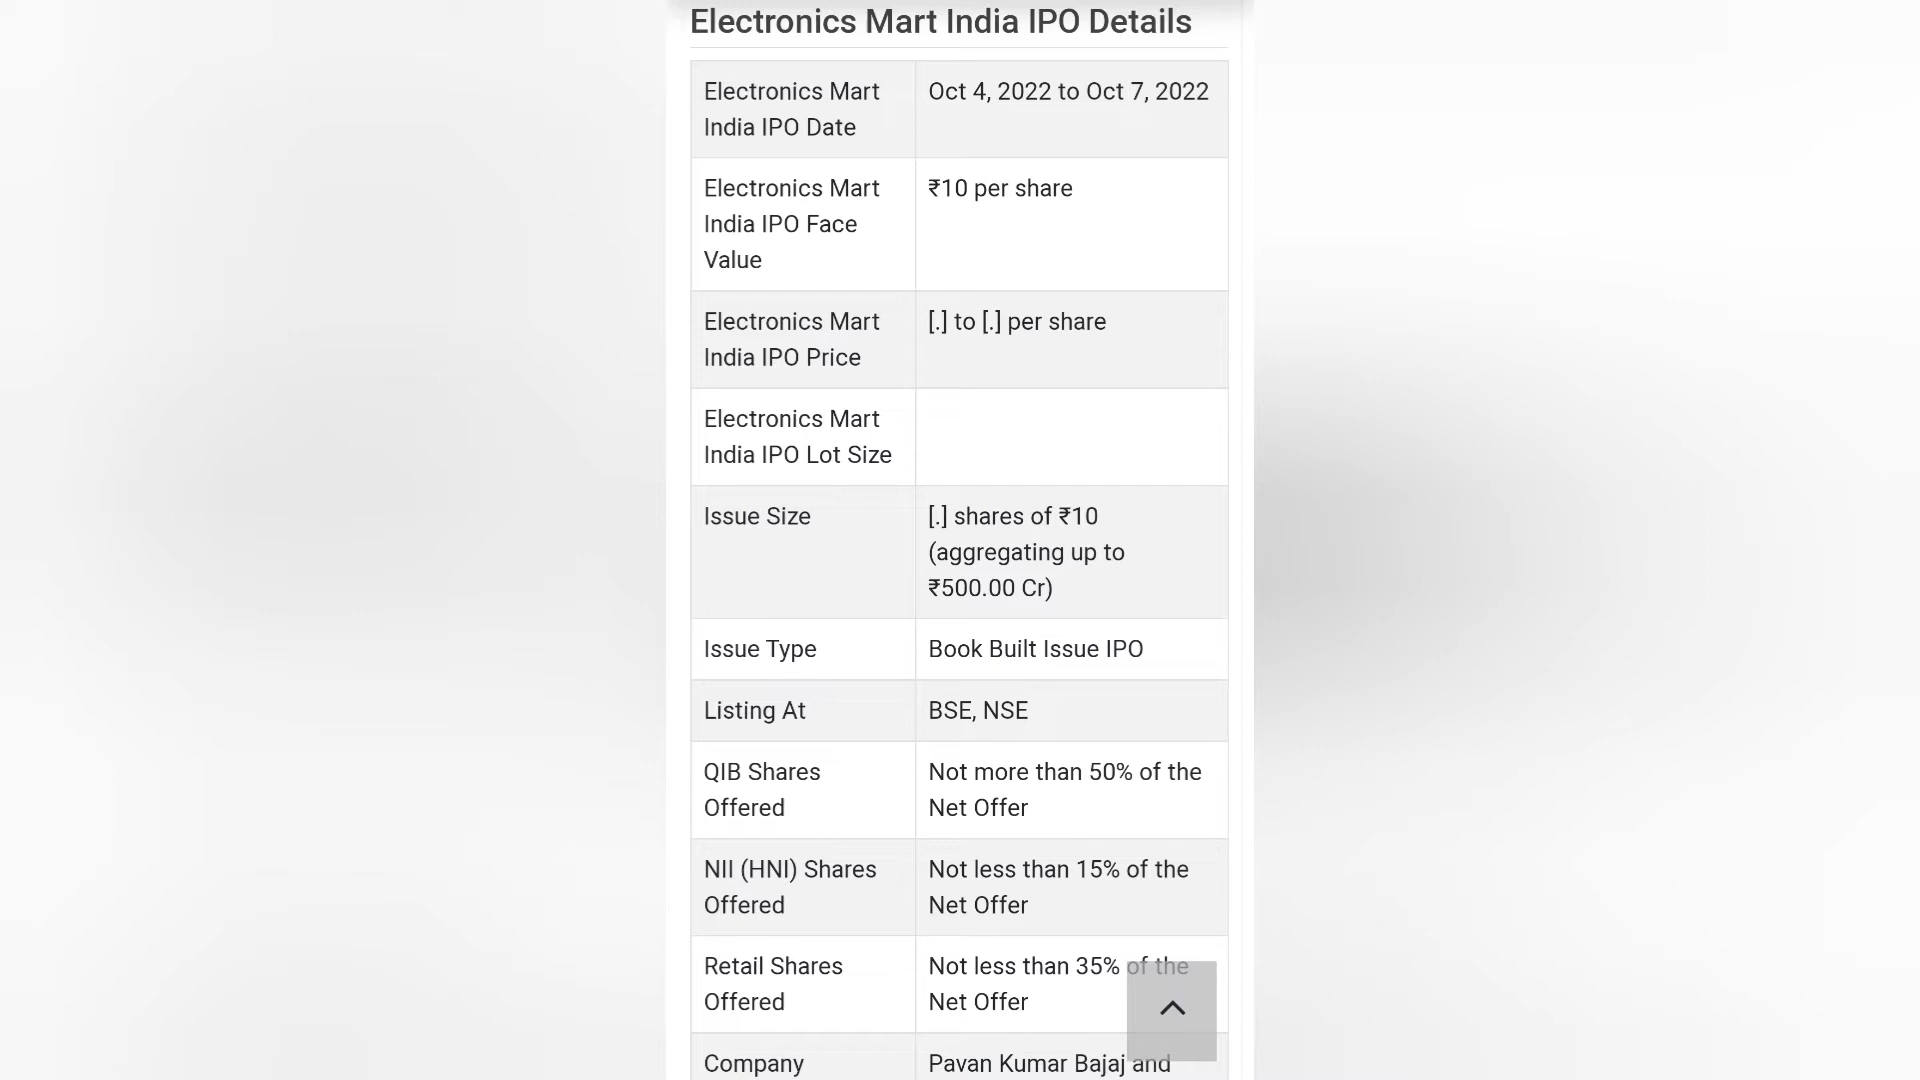 Electronics Mart India IPO Details
Electronics Mart
India IPO Date
Oct 4, 2022 to Oct 7, 2022
Electronics Mart
India IPO Face
Value
₹10 per share
Electronics Mart
India IPO Price
[.] to [.] per share
Electronics Mart
India IPO Lot Size
Issue Size
[.] shares of ₹10
(aggregating up to
₹500.00 Cr)
Issue Type
Book Built Issue IPO
Listing At
BSE, NSE
QIB Shares
Offered
Not more than 50% of the
Net Offer
NII (HNI) Shares
Offered
Not less than 15% of the
Net Offer
Retail Shares
Offered
Not less than 35% of the
Net Offer
Company
Pavan Kumar Bajaj and